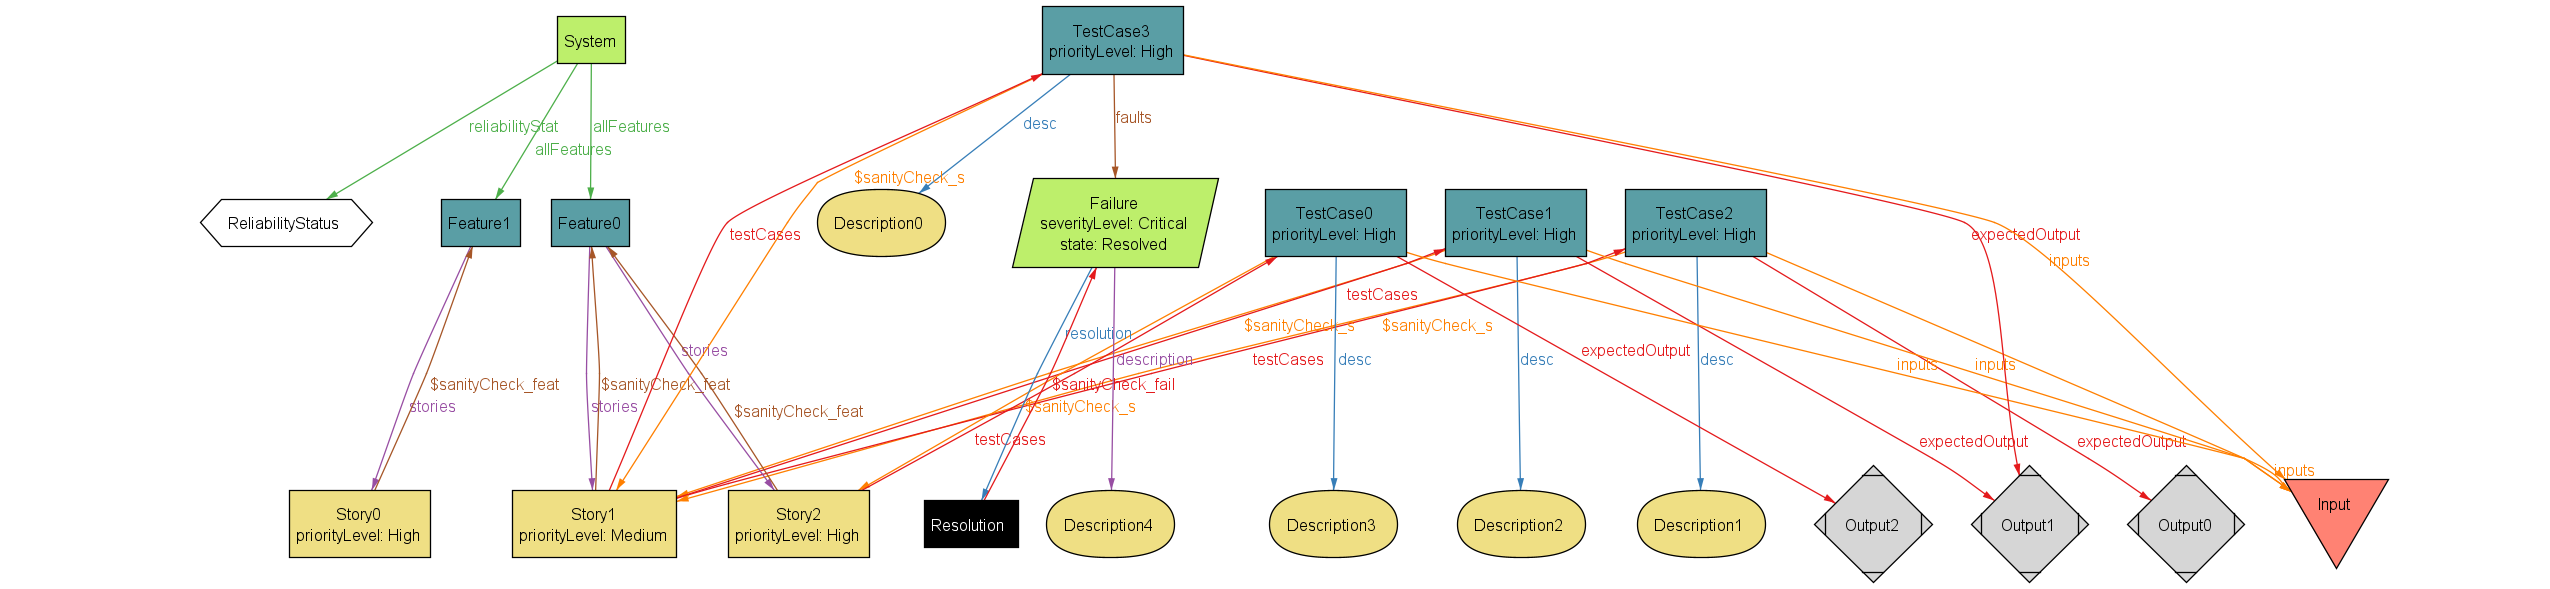 System
TestCase3
priorityLevel: High
reliabilityStat
allFeatures
allFeatures
desc
faults
$sanityCheck_s
ReliabilityStatus
Feature1
Feature0
testCases
Description0
Failure
severityLevel: Critical
state: Resolved
TestCase0
priorityLevel: High
TestCase1
priorityLevel: High
TestCase2
priorityLevel: High
expectedOutput
inputs
testCases
$sanityCheck_s
$sanityCheck_s
resolution
stories
description
testCases
desc
expectedOutput
desc
desc
inputs
inputs
$sanityCheck_feat
stories
$sanityCheck_feat
stories
$sanityCheck_feat
$sanityCheck_fail
$sanityCheck_s
testCases
expectedOutput
expectedOutput
inputs
Story0
priorityLevel: High
Story1
priorityLevel: Medium
Story2
priorityLevel: High
Resolution
Description4
Description3
Description2
Description1
Output2
Output1
Output0
Input